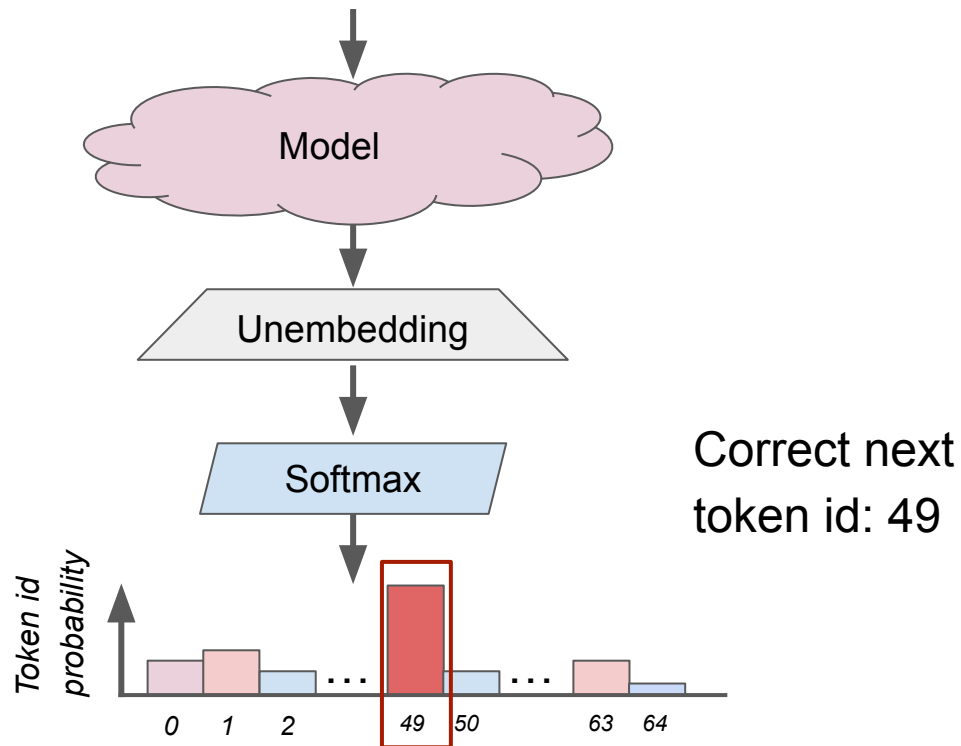 Model
Unembedding
Softmax
Correct next
token id: 49
Token id
probability
0 1 2 ... 49 50 ... 63 64